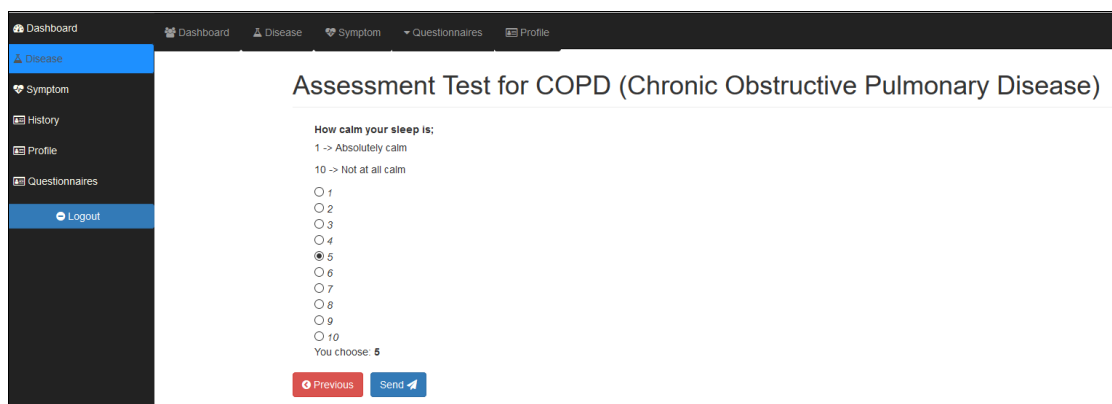 Dashboard
Disease
Symptom
History
Profile
Questionnaires
Logout
Dashboard Disease Symptom Questionnaires Profile
Assessment Test for COPD (Chronic Obstructive Pulmonary Disease)
How calm your sleep is;
1 -> Absolutely calm
10 -> Not at all calm
1
2
3
4
5
6
7
8
9
10
You choose: 5
Previous Send